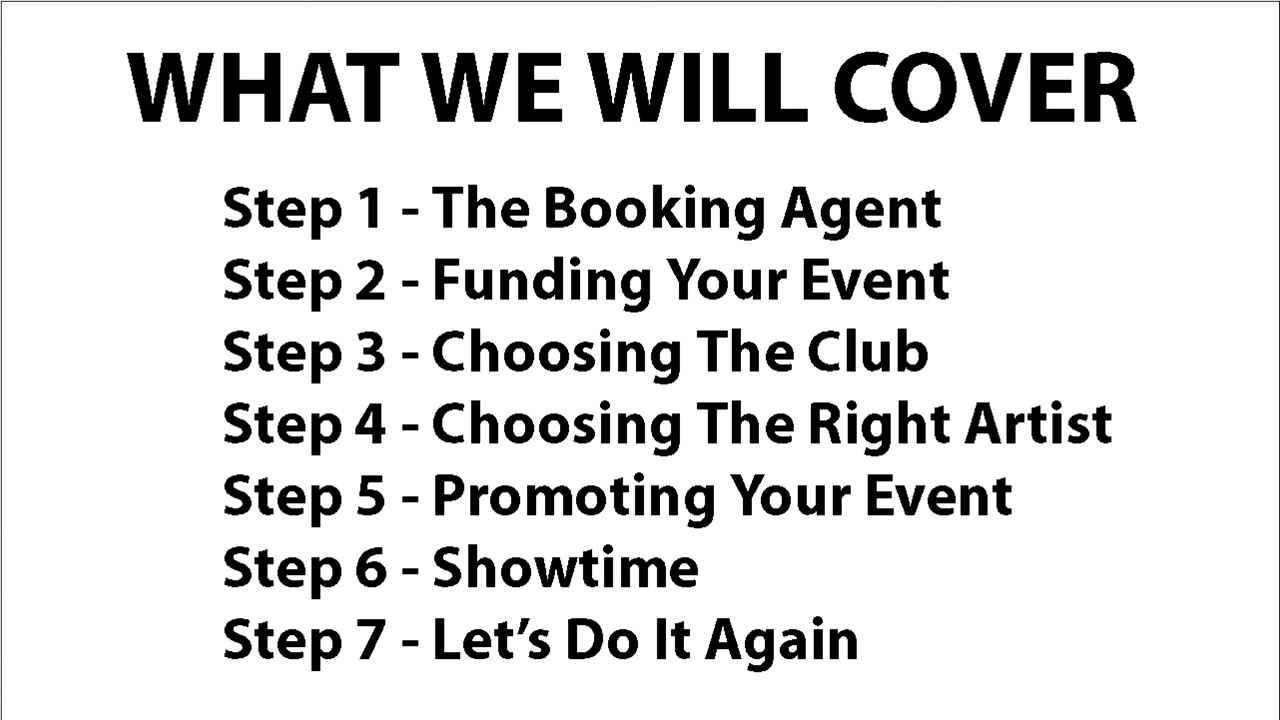 WHAT WE WILL COVER
Step 1 - The Booking Agent
Step 2 - Funding Your Event
Step 3 - Choosing The Club
Step 4 - Choosing The Right Artist
Step 5 - Promoting Your Event
Step 6 - Showtime
Step 7 - Let’s Do It Again